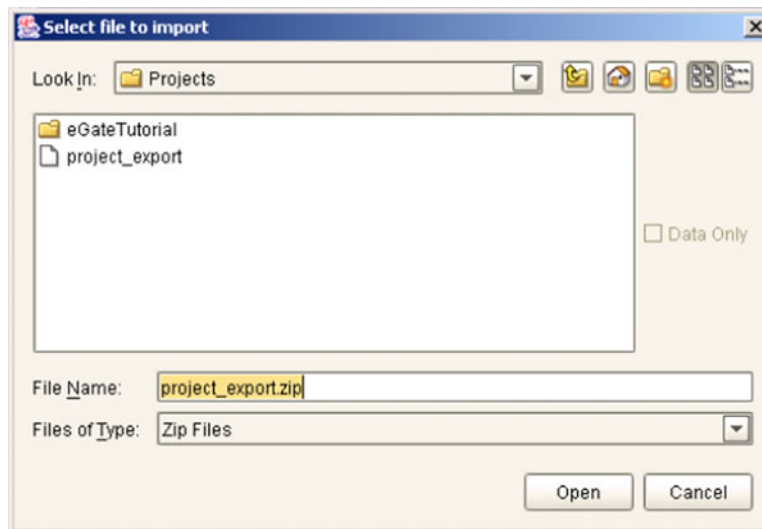 Select file to import
Look In: Projects
eGateTutorial
project_export
Data Only
File Name: project_export.zip
Files of Type: Zip Files
Open Cancel